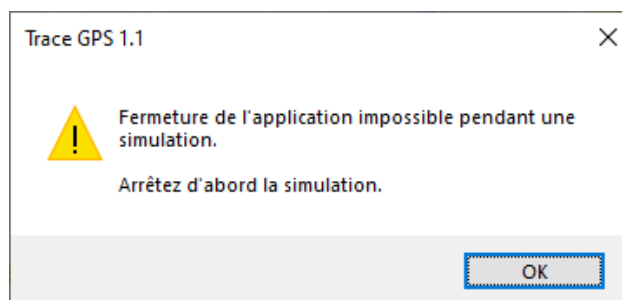 Trace GPS 1.1
Fermeture de l'application impossible pendant une
simulation.
Arrêtez d'abord la simulation.
OK